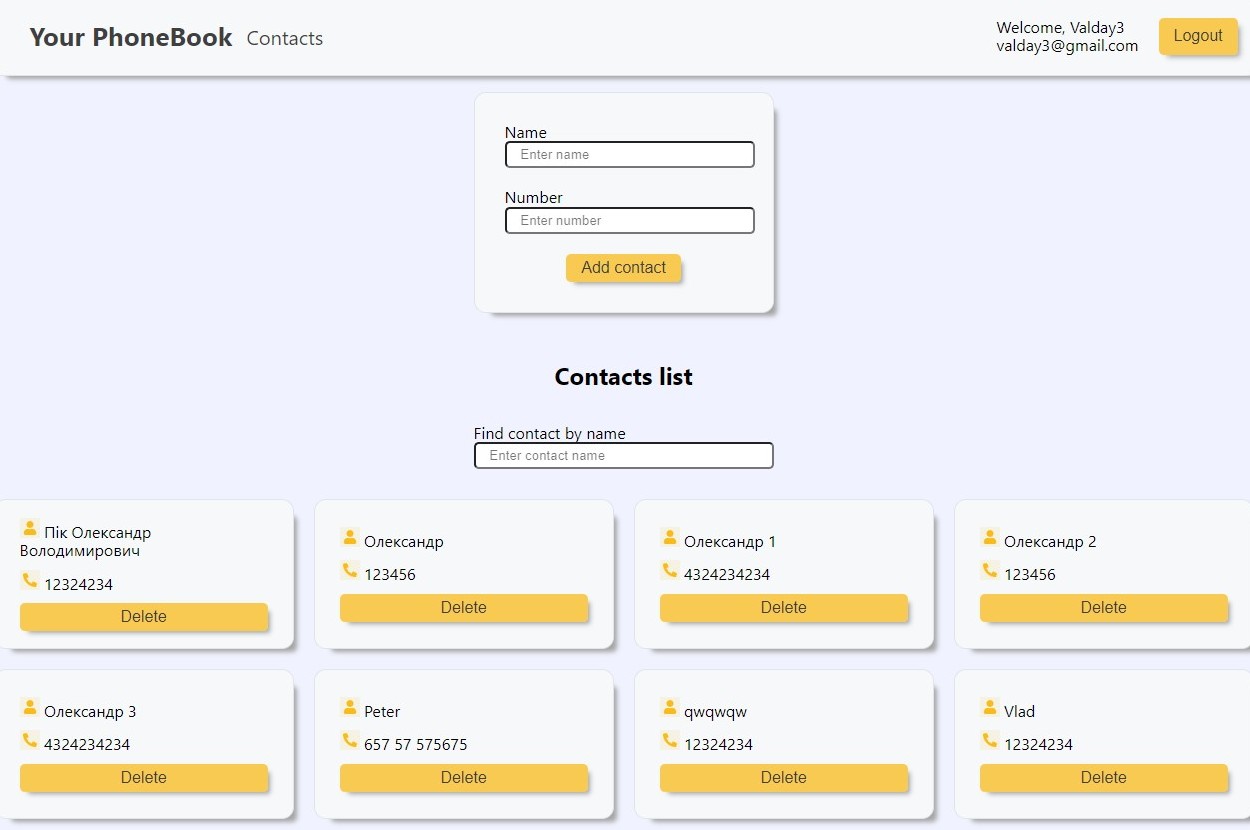 Your PhoneBook Contacts
Welcome, Valday3
valday3@gmail.com
Logout
Name
Enter name
Number
Enter number
Add contact
Contacts list
Find contact by name
Enter contact name
Пік Олександр
Володимирович
12324234
Delete
Олександр
123456
Delete
Олександр 1
4324234234
Delete
Олександр 2
123456
Delete
Олександр 3
4324234234
Delete
Peter
657 57 575675
Delete
qwqwqw
12324234
Delete
Vlad
12324234
Delete